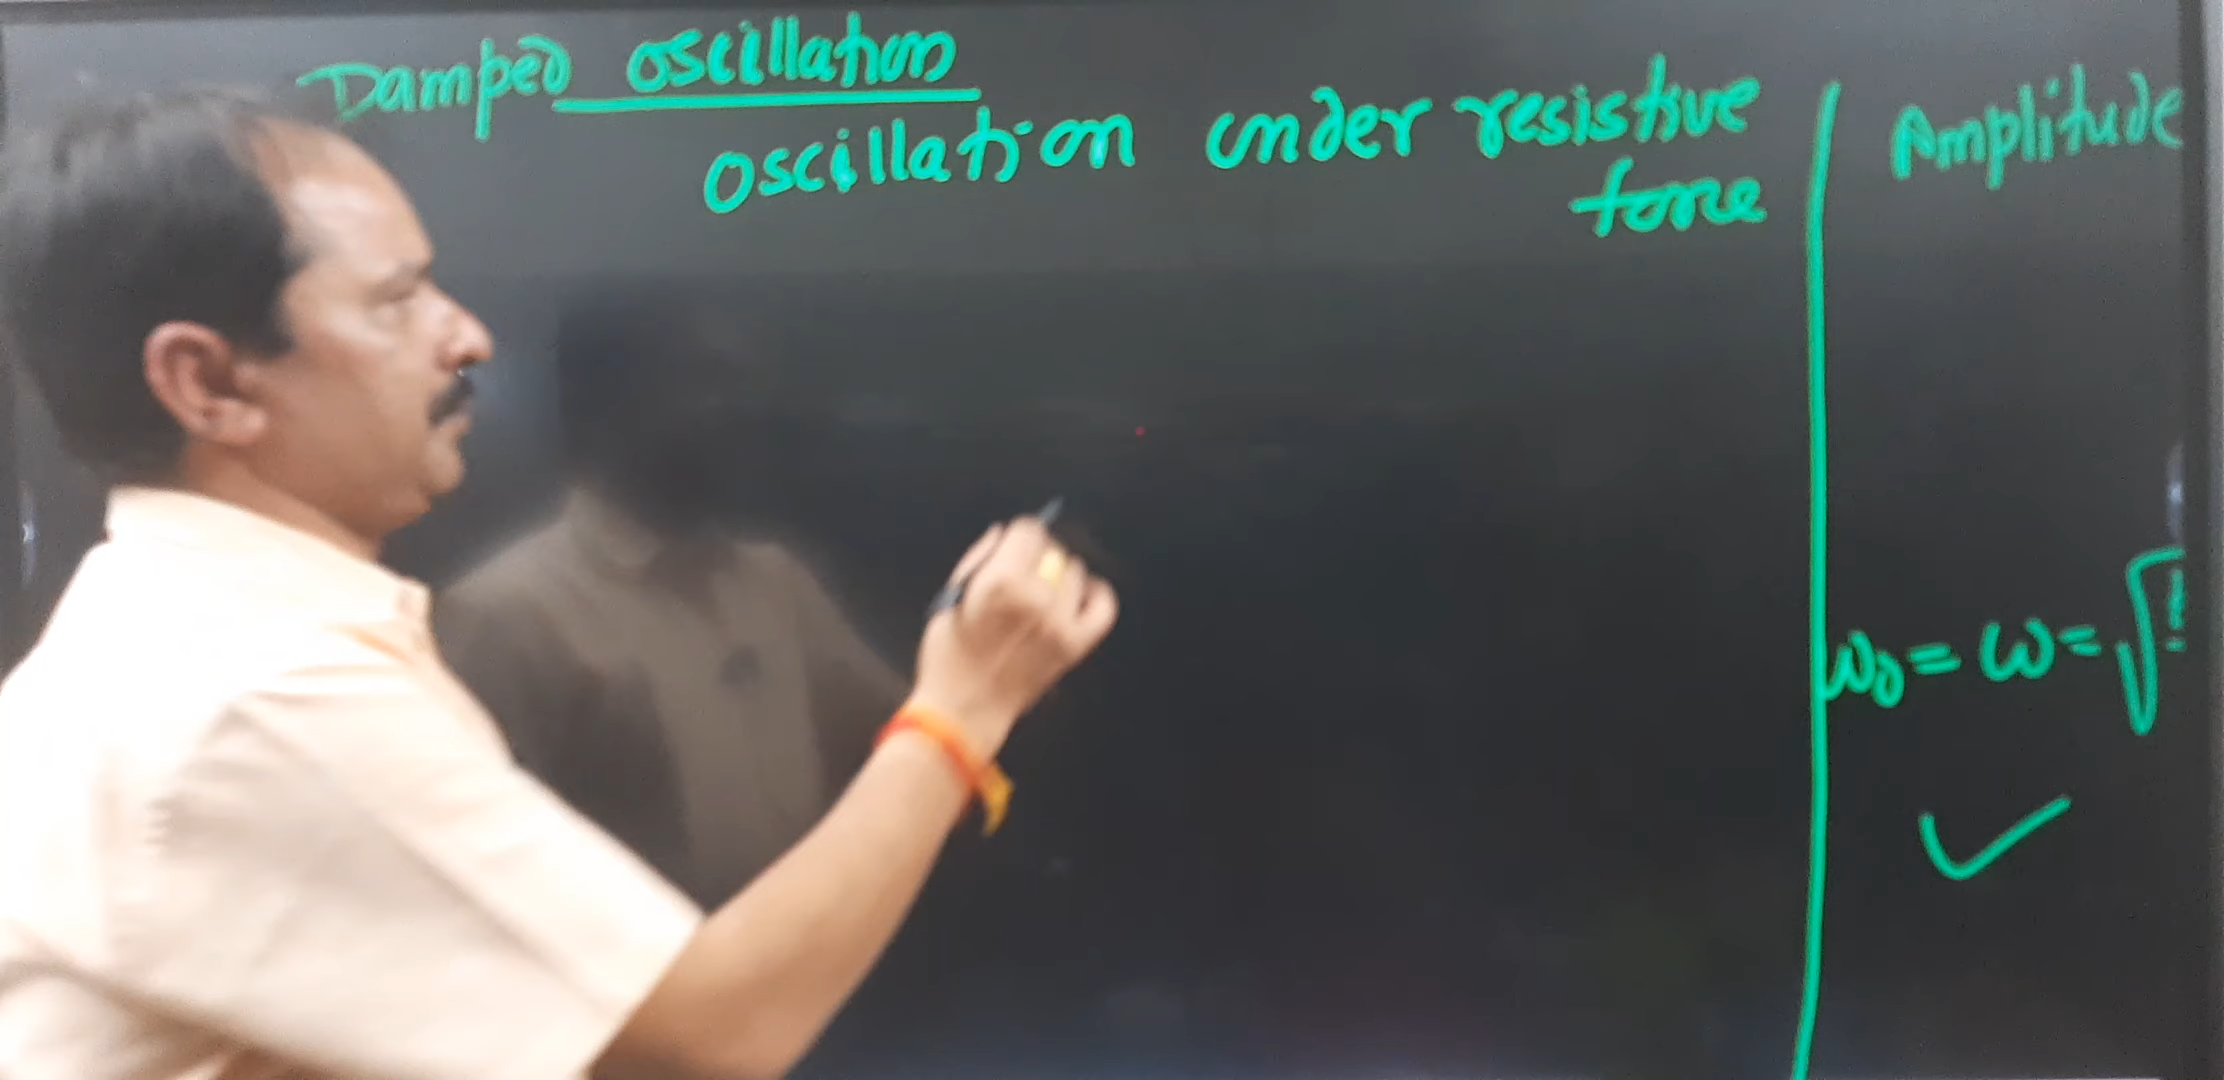 Damped oscillation
oscillation under resistive
force
Amplitude
ω₀ = ω = √